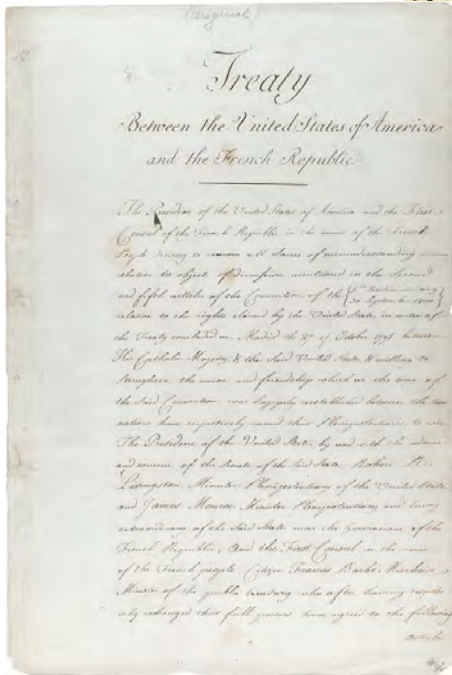 (Original)
Treaty
Between the United States of America
and the French Republic
The President of the United States of America and the First
Consul of the French Republic in the name of the French
People desiring to remove all Source of misunderstanding
relative to objects of discussion mentioned in the Second
and fifth articles of the Convention of the
30 September 1800
relative to the rights claimed by the United States in virtue of
the Treaty concluded at Madrid the 27 of October 1795 between
His Catholic Majesty, & the Said United States, & willing to
Strengthen the union and friendship which at the time of
the Said Convention was happily reestablished between the two
nations have respectively named their Plenipotentiaries to wit
The President of the United States, by and with the advice
and consent of the Senate of the Said States; Robert R.
Livingston Minister Plenipotentiary of the United States
and James Monroe Minister Plenipotentiary and Envoy
extraordinary of the Said States near the Government of the
French Republic; And the First Consul in the name
of the French people, Citizen Francis Barbé Marbois
Minister of the public treasury who after having respectiv
ely exchanged their full powers have agreed to the following
articles